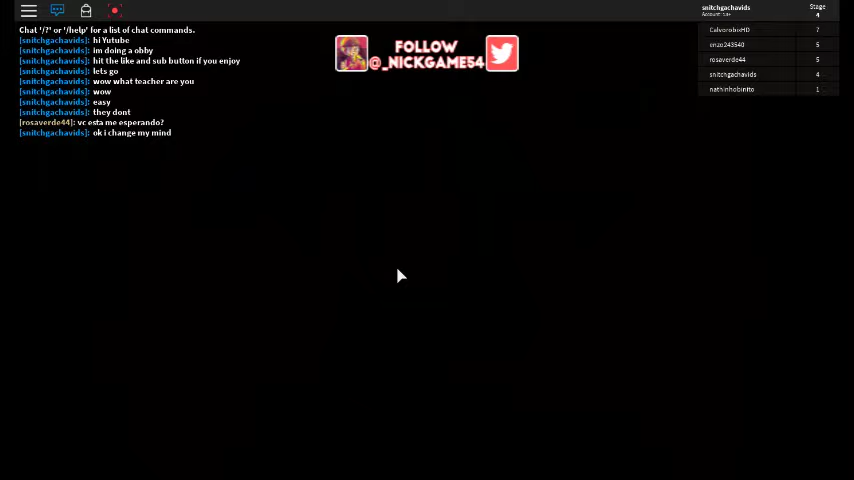 snitchgachavids
Account: 13+
Stage
4
Chat '/?' or '/help' for a list of chat commands.
[snitchgachavids]: hi Yutube
[snitchgachavids]: im doing a obby
[snitchgachavids]: hit the like and sub button if you enjoy
[snitchgachavids]: lets go
[snitchgachavids]: wow what teacher are you
[snitchgachavids]: wow
[snitchgachavids]: easy
[snitchgachavids]: they dont
[rosaverde44]: vc esta me esperando?
[snitchgachavids]: ok i change my mind
FOLLOW
@_NICKGAME54
CalvorobixHD 7
enzo243540 5
rosaverde44 5
snitchgachavids 4
nathinhobinito 1